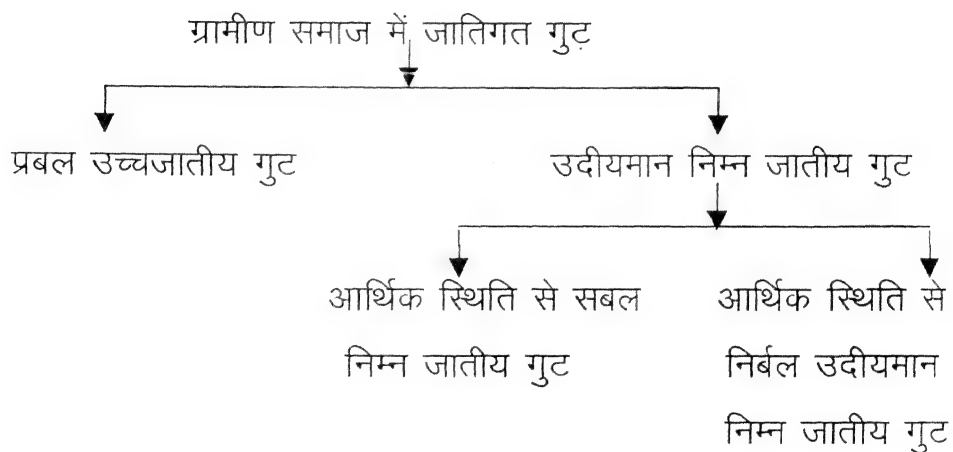 ग्रामीण समाज में जातिगत गुट
प्रबल उच्चजातीय गुट
उदीयमान निम्न जातीय गुट
आर्थिक स्थिति से सबल
निम्न जातीय गुट
आर्थिक स्थिति से
निर्बल उदीयमान
निम्न जातीय गुट